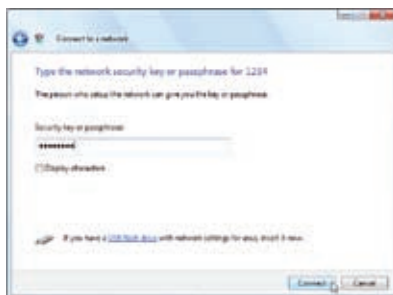 Connect to a network
Type the network security key or passphrase for 1234
The person who setup the network can give you the key or passphrase.
Security key or passphrase:
Display characters
If you have a USB flash drive with network settings for 1234, insert it now.
Connect
Cancel